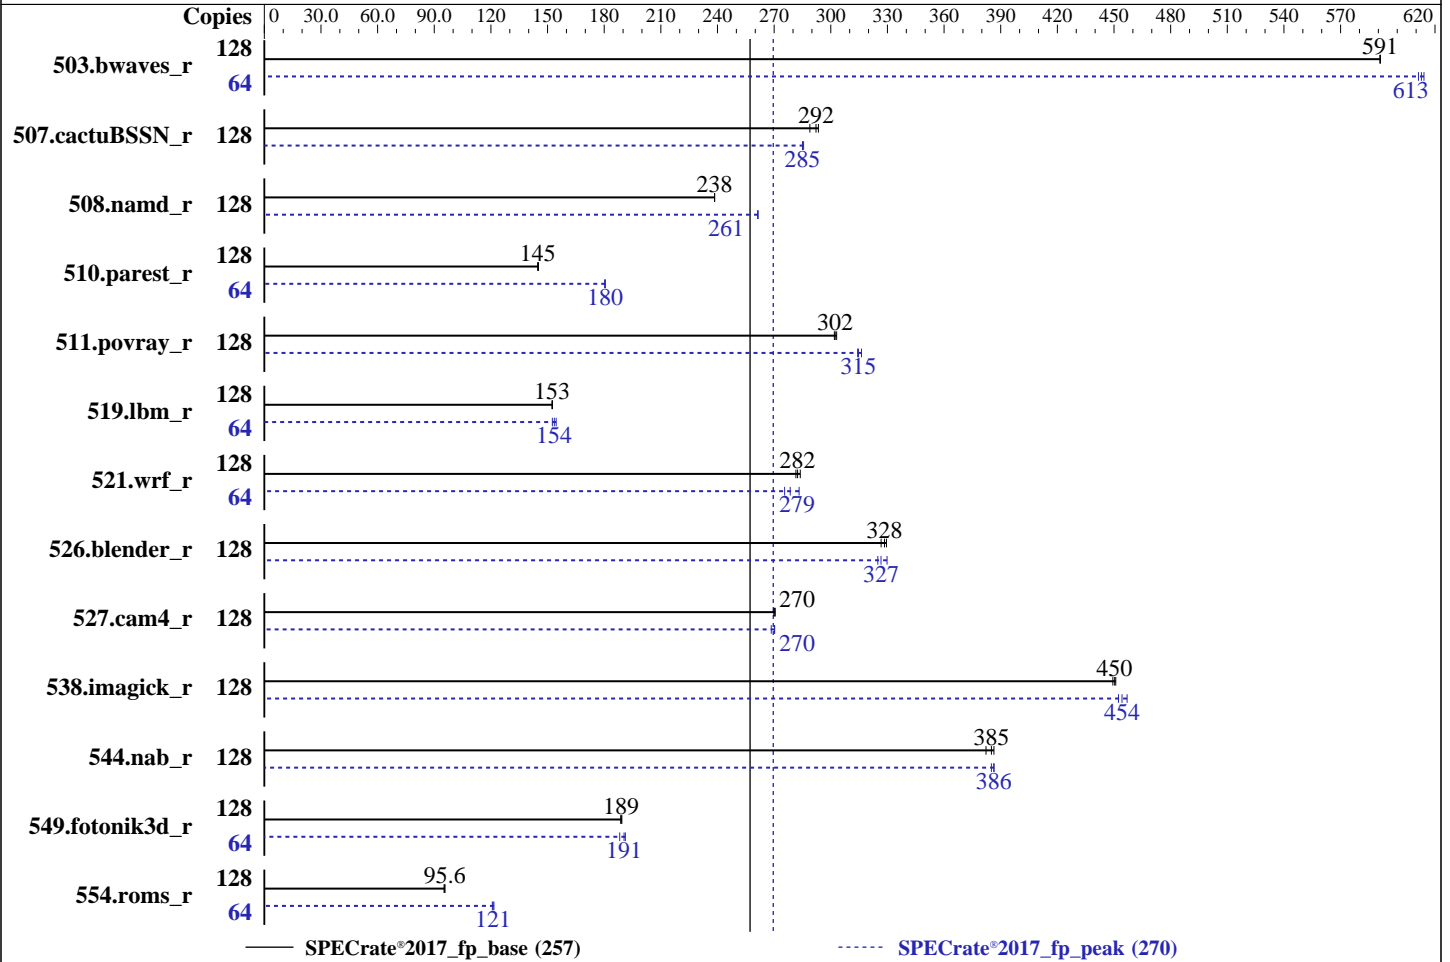 Copies 0 30.0 60.0 90.0 120 150 180 210 240 270 300 330 360 390 420 450 480 510 540 570 620
503.bwaves_r 128 591
64 613
507.cactuBSSN_r 128 292
285
508.namd_r 128 238
261
510.parest_r 128 145
64 180
511.povray_r 128 302
315
519.lbm_r 128 153
64 154
521.wrf_r 128 282
64 279
526.blender_r 128 328
327
527.cam4_r 128 270
270
538.imagick_r 128 450
454
544.nab_r 128 385
386
549.fotonik3d_r 128 189
64 191
554.roms_r 128 95.6
64 121
SPECrate®2017_fp_base (257) SPECrate®2017_fp_peak (270)